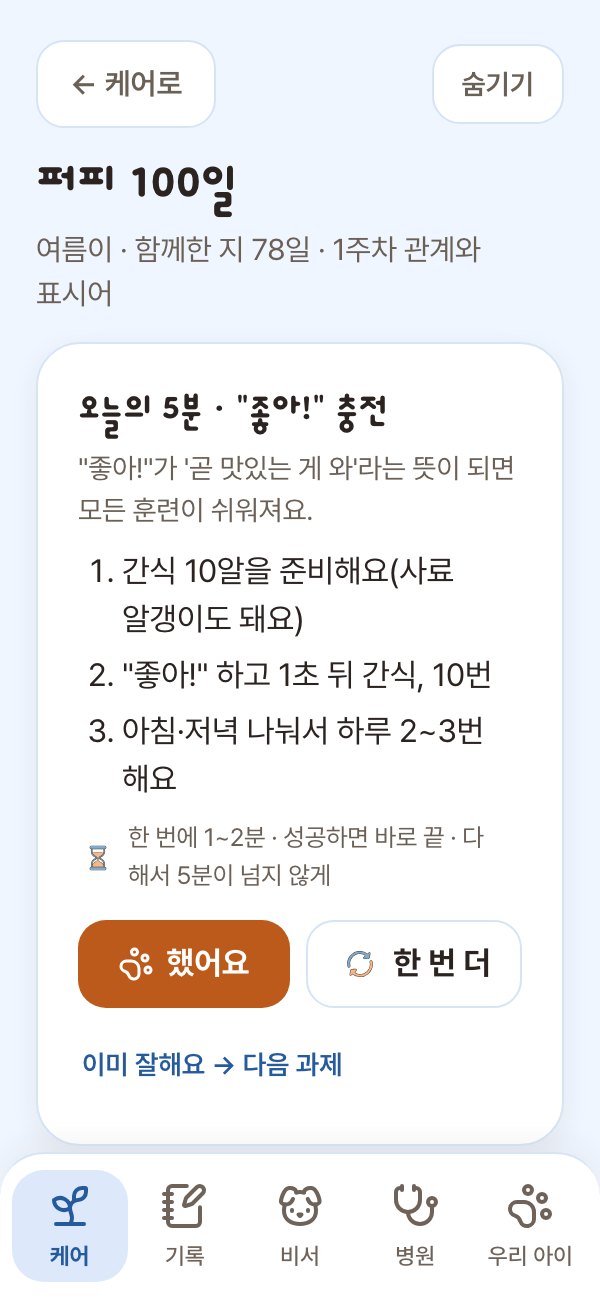 ← 케어로
숨기기
퍼피 100일
여름이 · 함께한 지 78일 · 1주차 관계와
표시어
오늘의 5분 · "좋아!" 충전
"좋아!"가 '곧 맛있는 게 와'라는 뜻이 되면
모든 훈련이 쉬워져요.
1. 간식 10알을 준비해요(사료
알갱이도 돼요)
2. "좋아!" 하고 1초 뒤 간식, 10번
3. 아침·저녁 나눠서 하루 2~3번
해요
한 번에 1~2분 · 성공하면 바로 끝 · 다
해서 5분이 넘지 않게
했어요
한 번 더
이미 잘해요 → 다음 과제
케어
기록
비서
병원
우리 아이